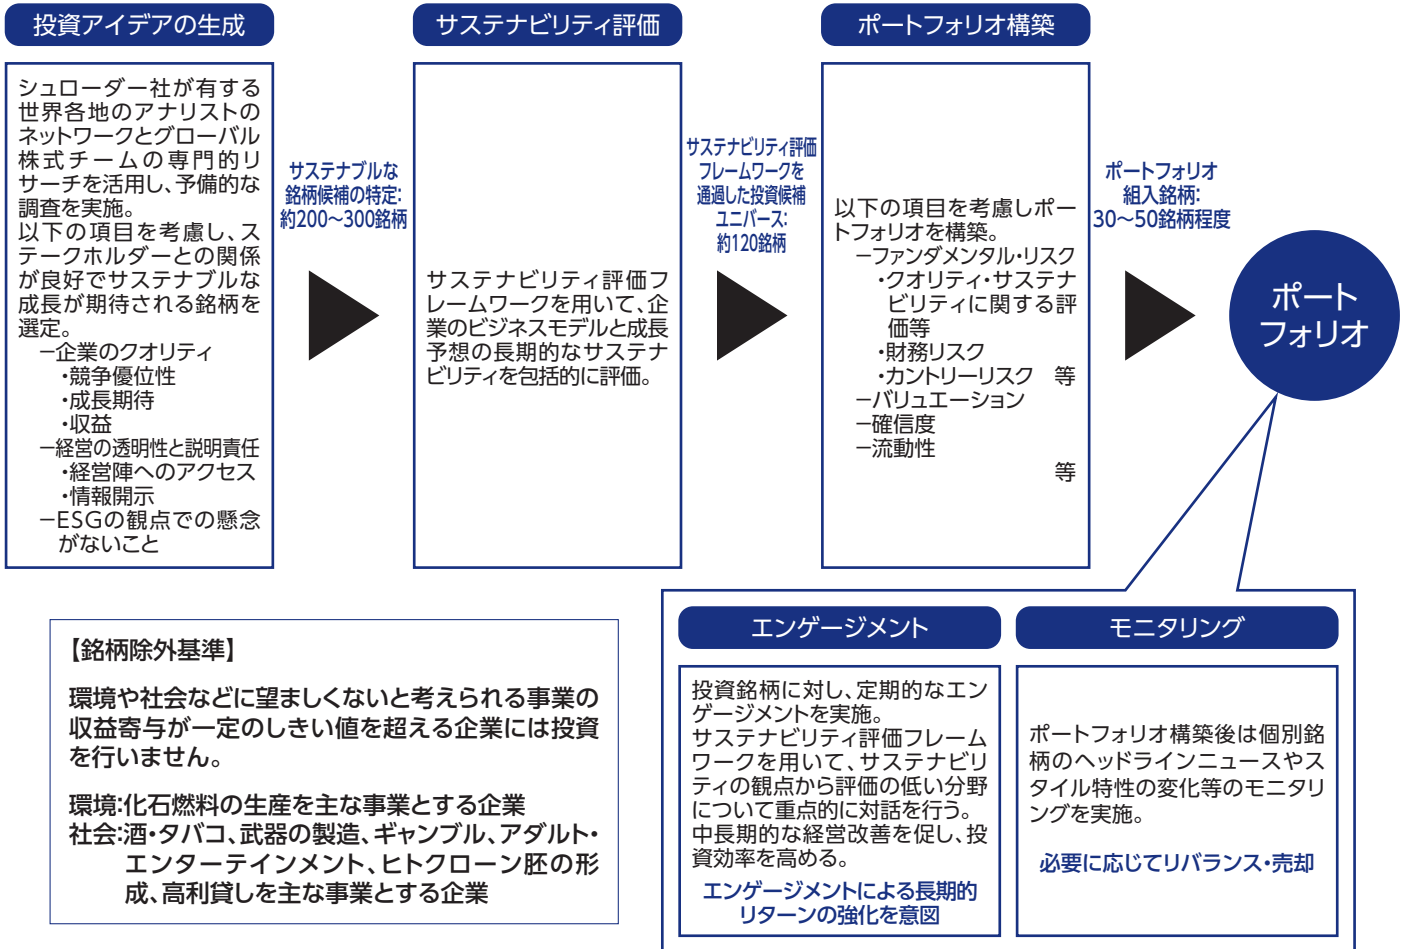 投資アイデアの生成
シュローダー社が有する
世界各地のアナリストの
ネットワークとグローバル
株式チームの専門的リ
サーチを活用し、予備的な
調査を実施。
以下の項目を考慮し、ス
テークホルダーとの関係
が良好でサステナブルな
成長が期待される銘柄を
選定。
－企業のクオリティ
・競争優位性
・成長期待
・収益
－経営の透明性と説明責任
・経営陣へのアクセス
・情報開示
－ESGの観点での懸念
がないこと
サステナブルな
銘柄候補の特定：
約200～300銘柄
サステナビリティ評価
サステナビリティ評価フ
レームワークを用いて、企
業のビジネスモデルと成長
予想の長期的なサステナ
ビリティを包括的に評価。
サステナビリティ評価
フレームワークを
通過した投資候補
ユニバース：
約120銘柄
ポートフォリオ構築
以下の項目を考慮しポー
トフォリオを構築。
－ファンダメンタル・リスク
・クオリティ・サステナ
ビリティに関する評
価等
・財務リスク
・カントリーリスク 等
－バリュエーション
－確信度
－流動性
等
ポートフォリオ
組入銘柄：
30～50銘柄程度
ポート
フォリオ
【銘柄除外基準】
環境や社会などに望ましくないと考えられる事業の
収益寄与が一定のしきい値を超える企業には投資
を行いません。
環境：化石燃料の生産を主な事業とする企業
社会：酒・タバコ、武器の製造、ギャンブル、アダルト・
エンターテインメント、ヒトクローン胚の形
成、高利貸しを主な事業とする企業
エンゲージメント
投資銘柄に対し、定期的なエン
ゲージメントを実施。
サステナビリティ評価フレーム
ワークを用いて、サステナビリ
ティの観点から評価の低い分野
について重点的に対話を行う。
中長期的な経営改善を促し、投
資効率を高める。
エンゲージメントによる長期的
リターンの強化を意図
モニタリング
ポートフォリオ構築後は個別銘
柄のヘッドラインニュースやス
タイル特性の変化等のモニタリ
ングを実施。
必要に応じてリバランス・売却